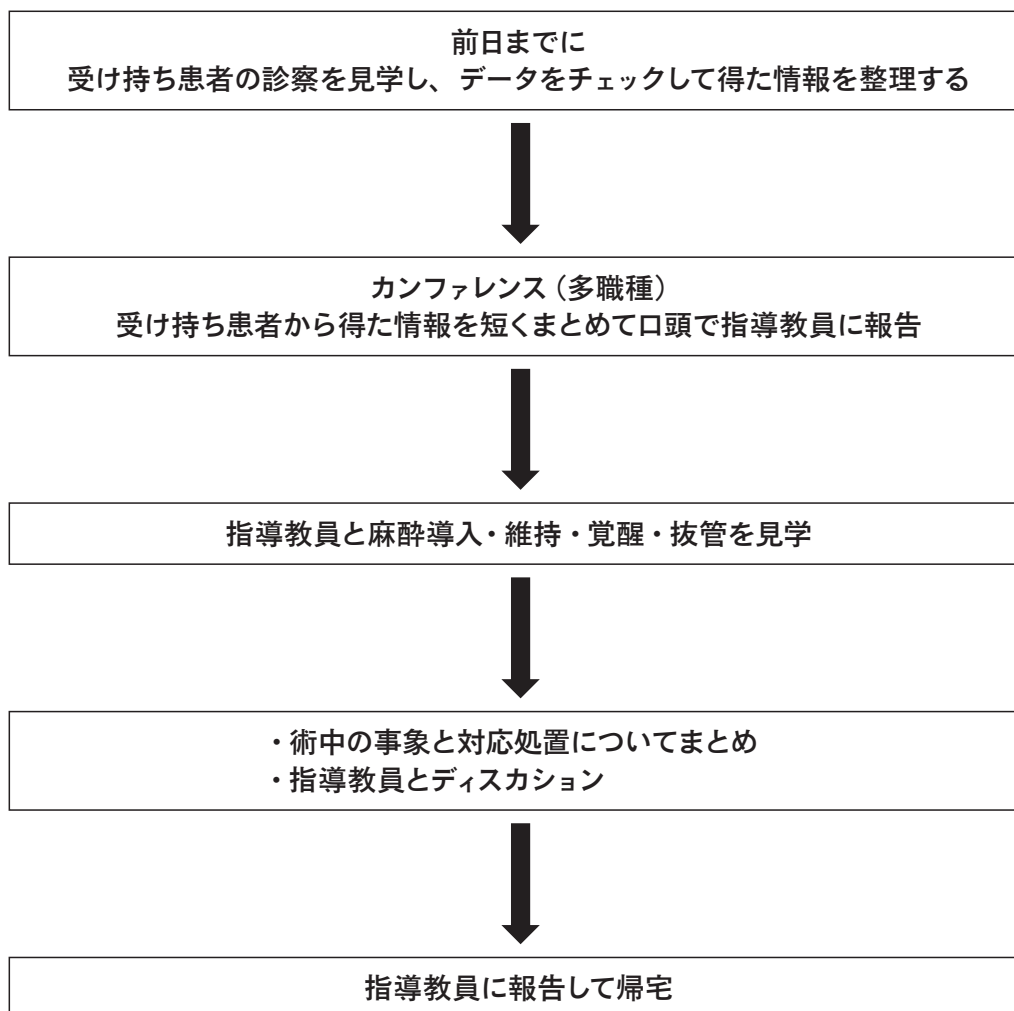 前日までに
受け持ち患者の診察を見学し、データをチェックして得た情報を整理する
カンファレンス（多職種）
受け持ち患者から得た情報を短くまとめて口頭で指導教員に報告
指導教員と麻酔導入・維持・覚醒・抜管を見学
・術中の事象と対応処置についてまとめ
・指導教員とディスカション
指導教員に報告して帰宅